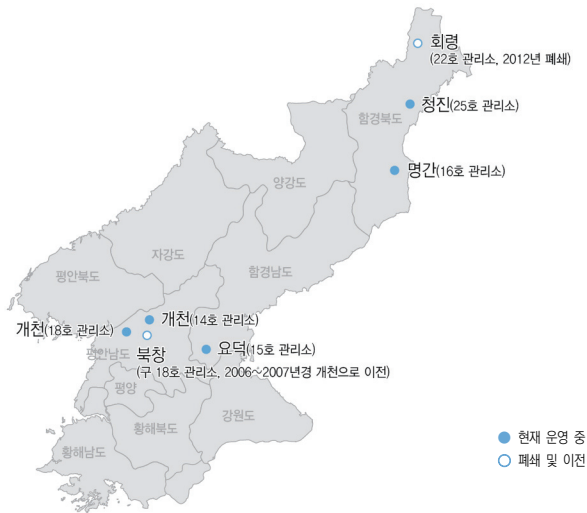 회령
(22호 관리소, 2012년 폐쇄)
청진(25호 관리소)
함경북도
명간(16호 관리소)
양강도
자강도
함경남도
평안북도
개천(14호 관리소)
개천(18호 관리소)
요덕(15호 관리소)
평안남도
북창
(구 18호 관리소, 2006~2007년경 개천으로 이전)
평양
강원도
황해북도
황해남도
현재 운영 중
폐쇄 및 이전